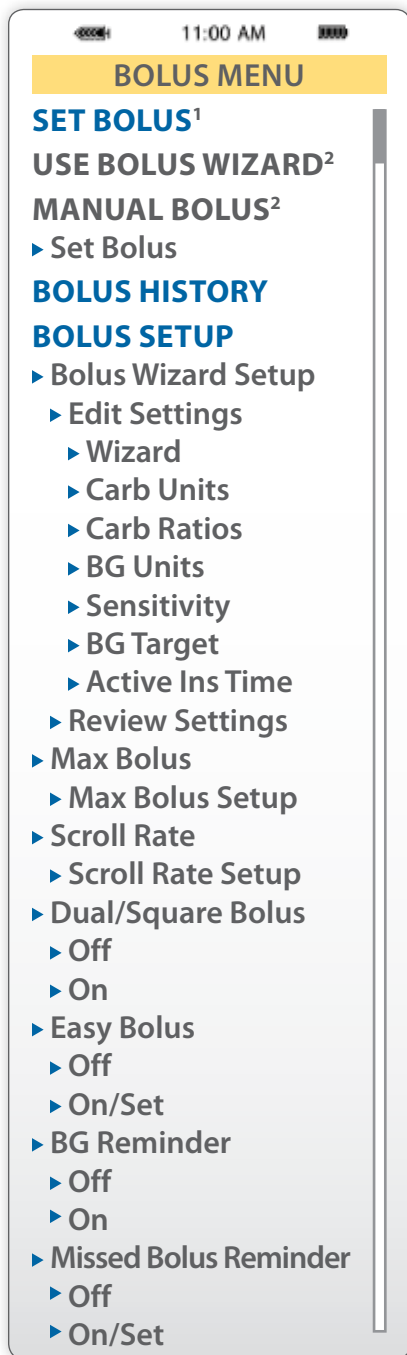 11:00 AM
BOLUS MENU
SET BOLUS¹
USE BOLUS WIZARD²
MANUAL BOLUS²
Set Bolus
BOLUS HISTORY
BOLUS SETUP
Bolus Wizard Setup
Edit Settings
Wizard
Carb Units
Carb Ratios
BG Units
Sensitivity
BG Target
Active Ins Time
Review Settings
Max Bolus
Max Bolus Setup
Scroll Rate
Scroll Rate Setup
Dual/Square Bolus
Off
On
Easy Bolus
Off
On/Set
BG Reminder
Off
On
Missed Bolus Reminder
Off
On/Set